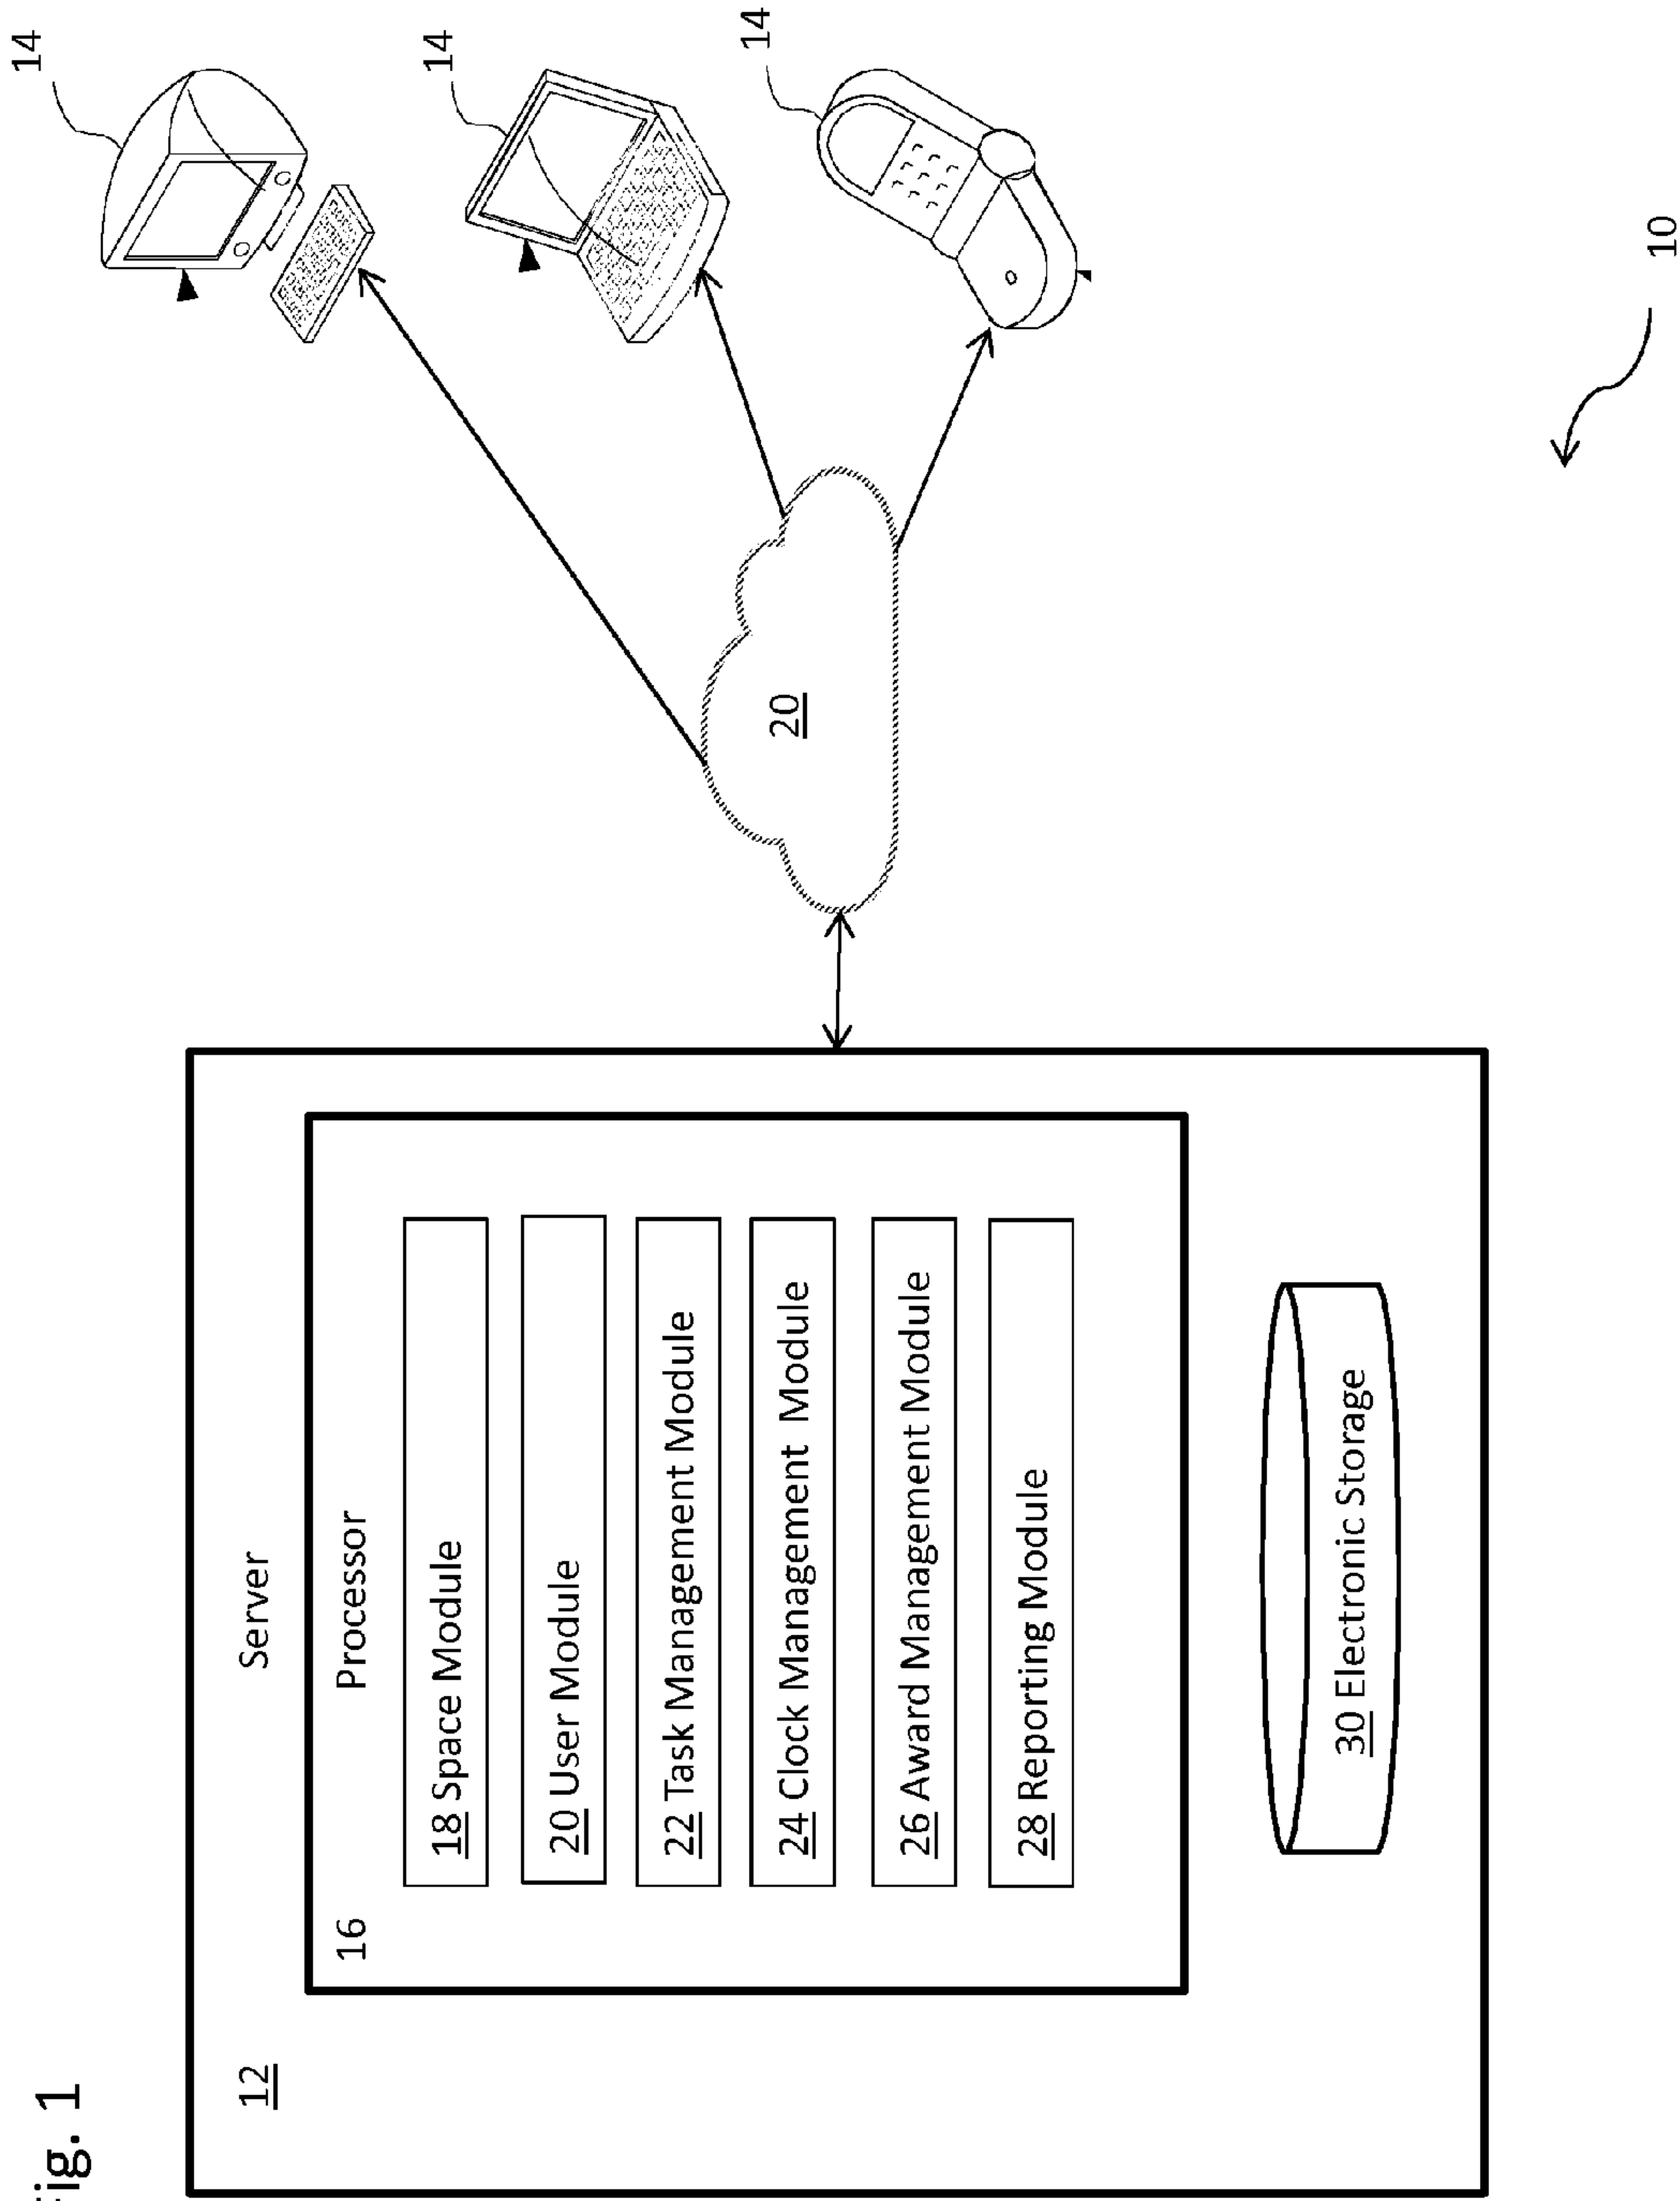 ig. 1
12
Server
16
Processor
18 Space Module
20 User Module
22 Task Management Module
24 Clock Management Module
26 Award Management Module
28 Reporting Module
30 Electronic Storage
20
14
14
14
10